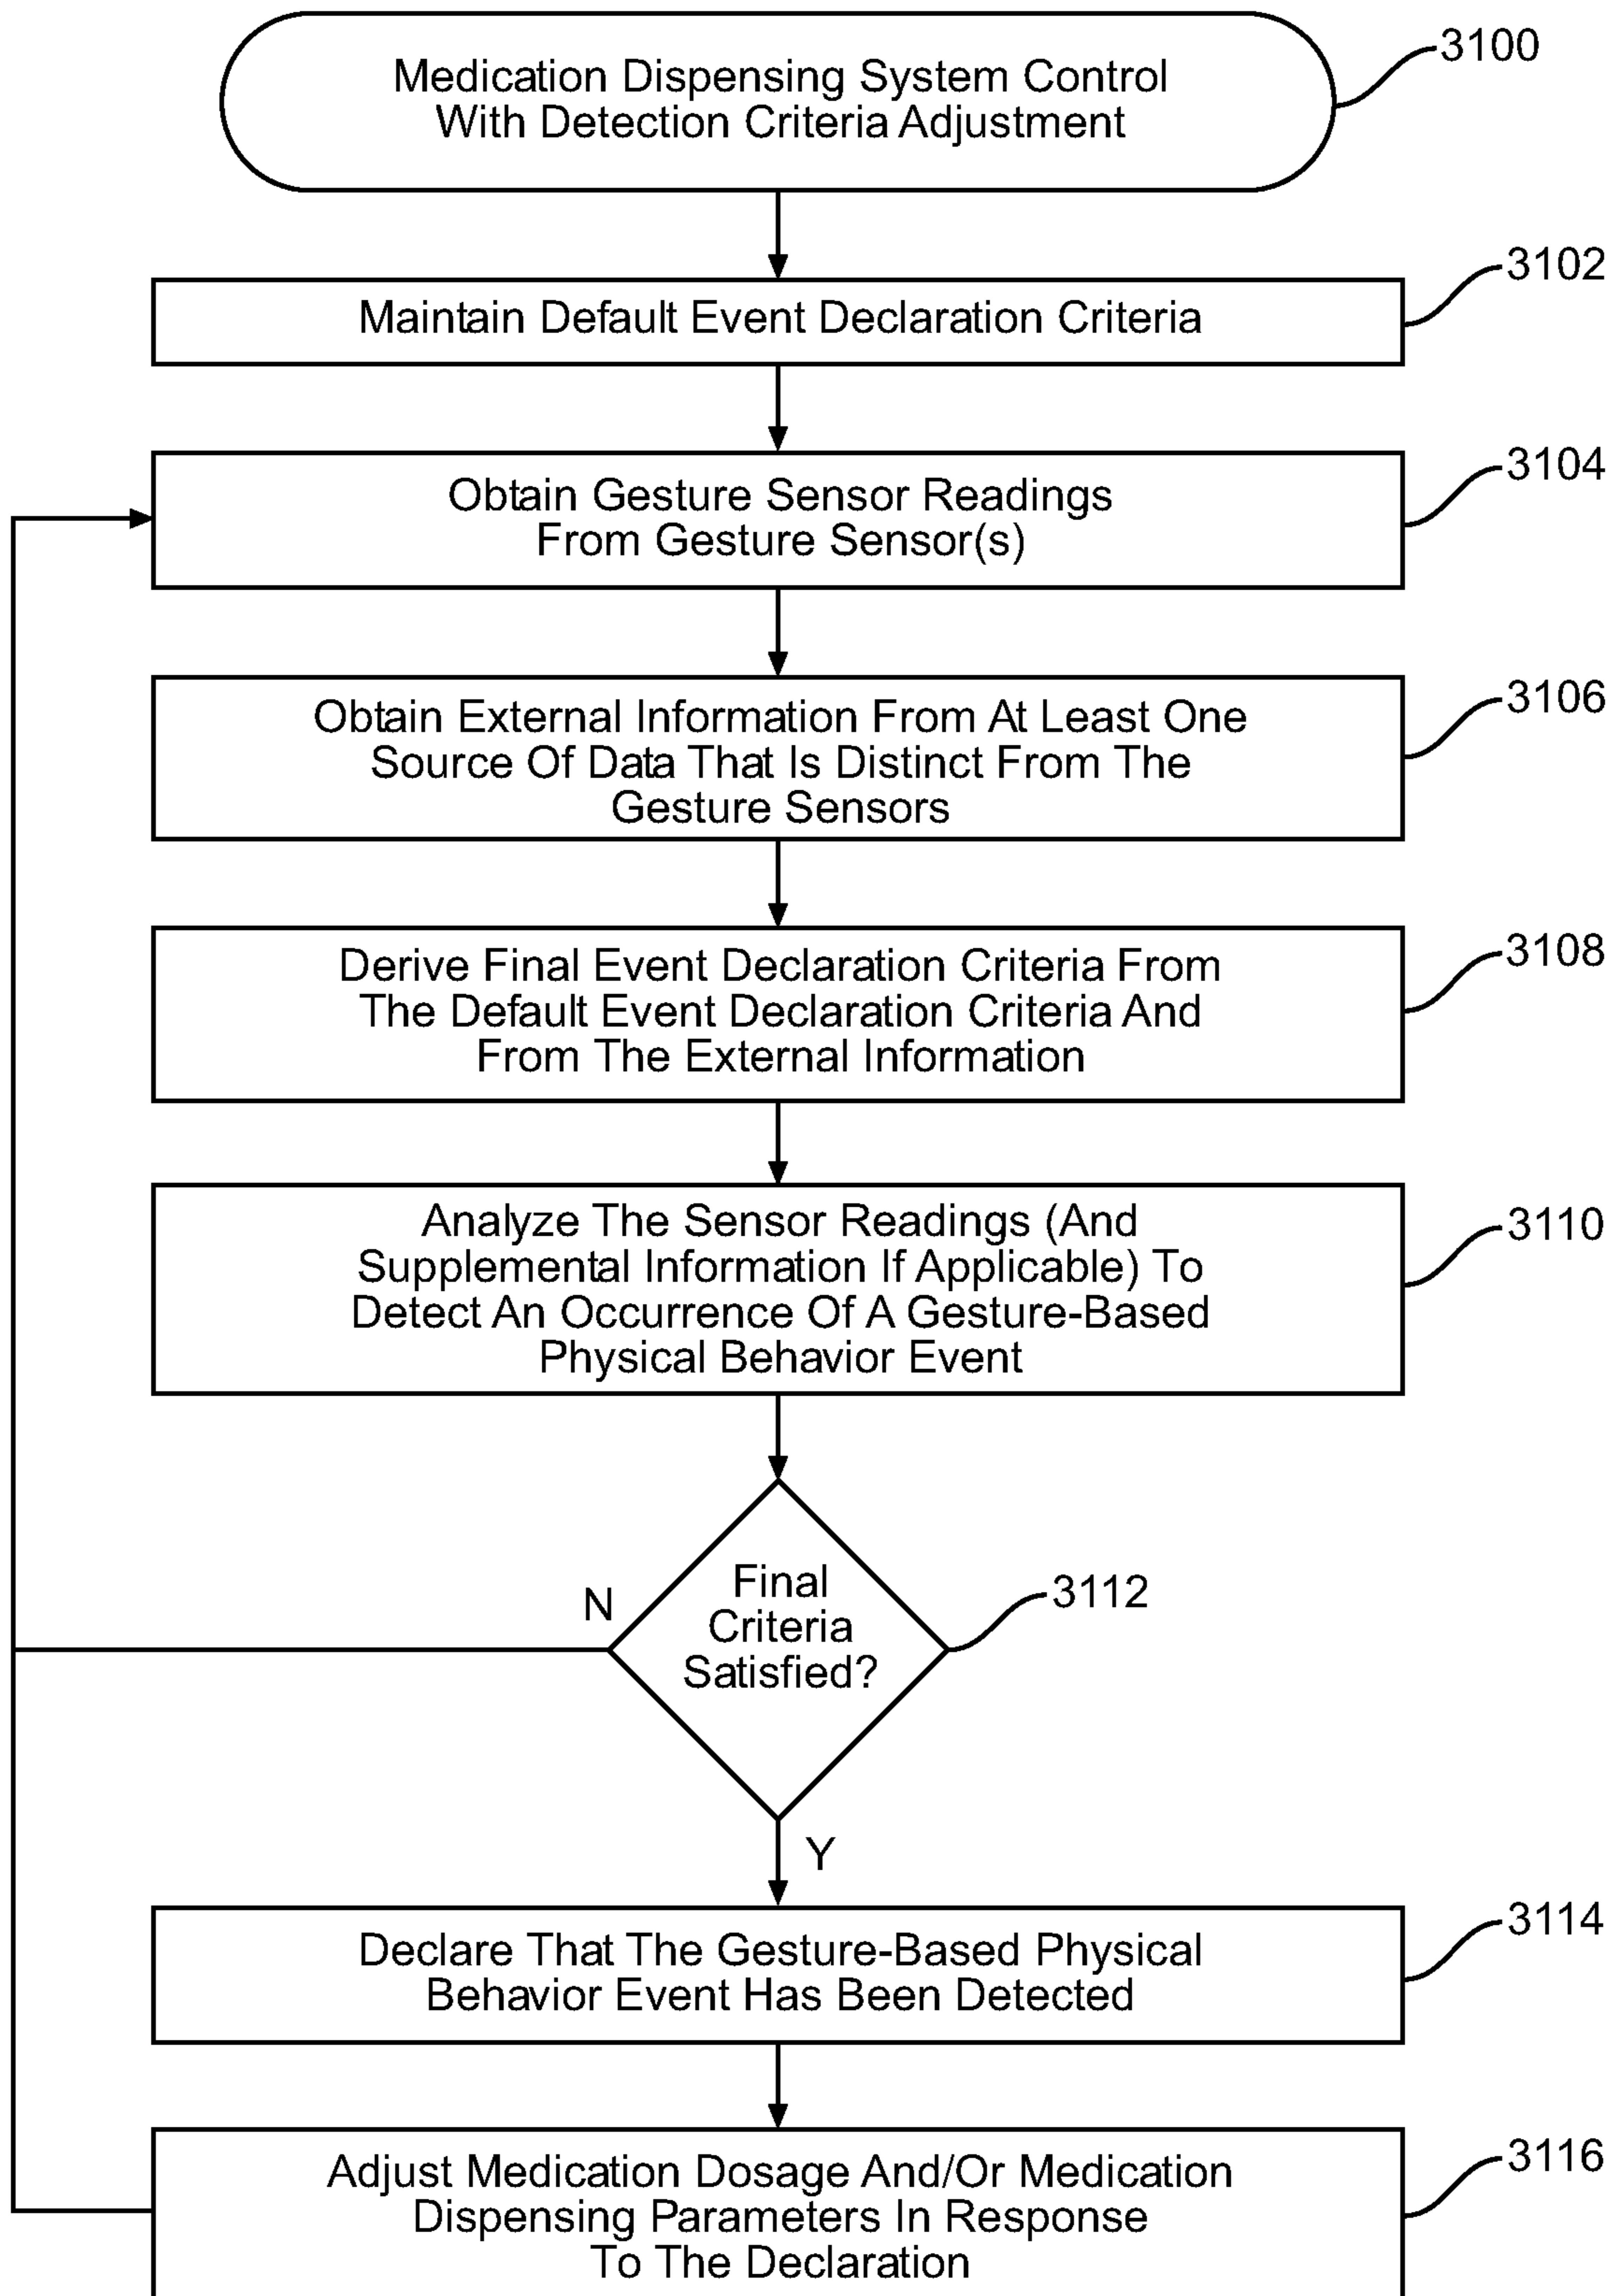 3100
Medication Dispensing System Control
With Detection Criteria Adjustment
3102
Maintain Default Event Declaration Criteria
3104
Obtain Gesture Sensor Readings
From Gesture Sensor(s)
3106
Obtain External Information From At Least One
Source Of Data That Is Distinct From The
Gesture Sensors
3108
Derive Final Event Declaration Criteria From
The Default Event Declaration Criteria And
From The External Information
3110
Analyze The Sensor Readings (And
Supplemental Information If Applicable) To
Detect An Occurrence Of A Gesture-Based
Physical Behavior Event
3112
N
Final
Criteria
Satisfied?
Y
3114
Declare That The Gesture-Based Physical
Behavior Event Has Been Detected
3116
Adjust Medication Dosage And/Or Medication
Dispensing Parameters In Response
To The Declaration